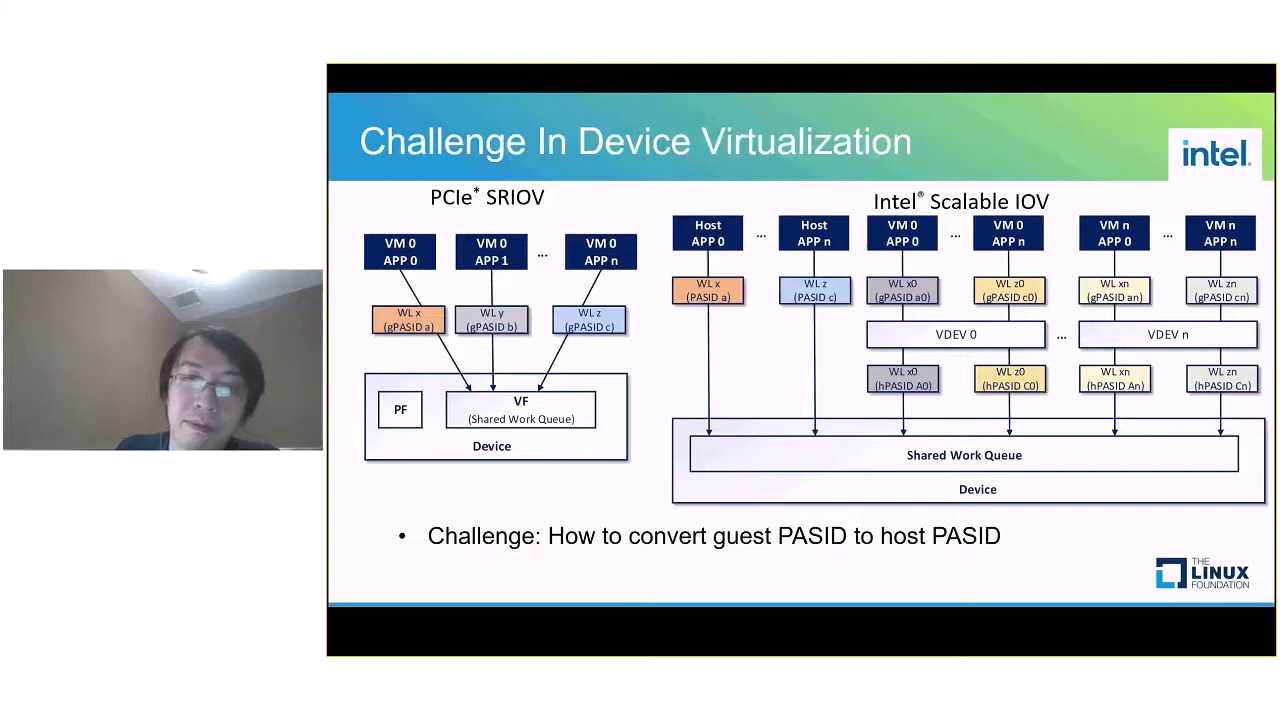 Challenge In Device Virtualization
intel.
PCIe* SRIOV
VM 0
APP 0
VM 0
APP 1
...
VM 0
APP n
WL x
(gPASID a)
WL y
(gPASID b)
WL z
(gPASID c)
PF
VF
(Shared Work Queue)
Device
Intel® Scalable IOV
Host
APP 0
...
Host
APP n
VM 0
APP 0
...
VM 0
APP n
VM n
APP 0
...
VM n
APP n
WL x
(PASID a)
WL z
(PASID c)
WL x0
(gPASID a0)
WL z0
(gPASID c0)
WL xn
(gPASID an)
WL zn
(gPASID cn)
VDEV 0
...
VDEV n
WL x0
(hPASID A0)
WL z0
(hPASID C0)
WL xn
(hPASID An)
WL zn
(hPASID Cn)
Shared Work Queue
Device
• Challenge: How to convert guest PASID to host PASID
THE
LINUX
FOUNDATION